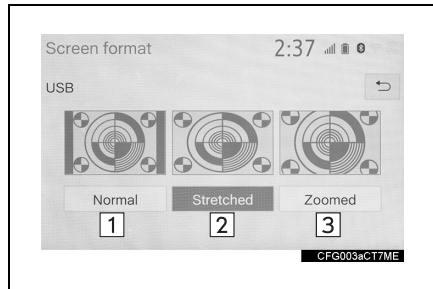 Screen format 2:37
USB
Normal Stretched Zoomed
1 2 3
CFG003aCT7ME